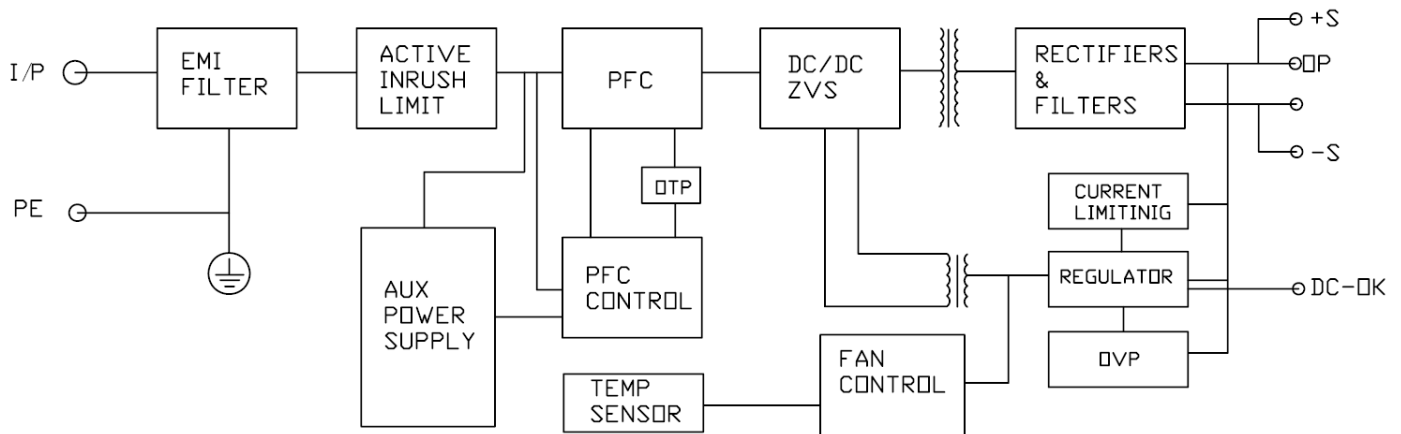 I/P
EMI
FILTER
ACTIVE
INRUSH
LIMIT
PFC
DC/DC
ZVS
RECTIFIERS
&
FILTERS
+S
OP
-S
PE
OTP
CURRENT
LIMITINIG
AUX
POWER
SUPPLY
PFC
CONTROL
REGULATOR
DC-OK
FAN
CONTROL
OVP
TEMP
SENSOR